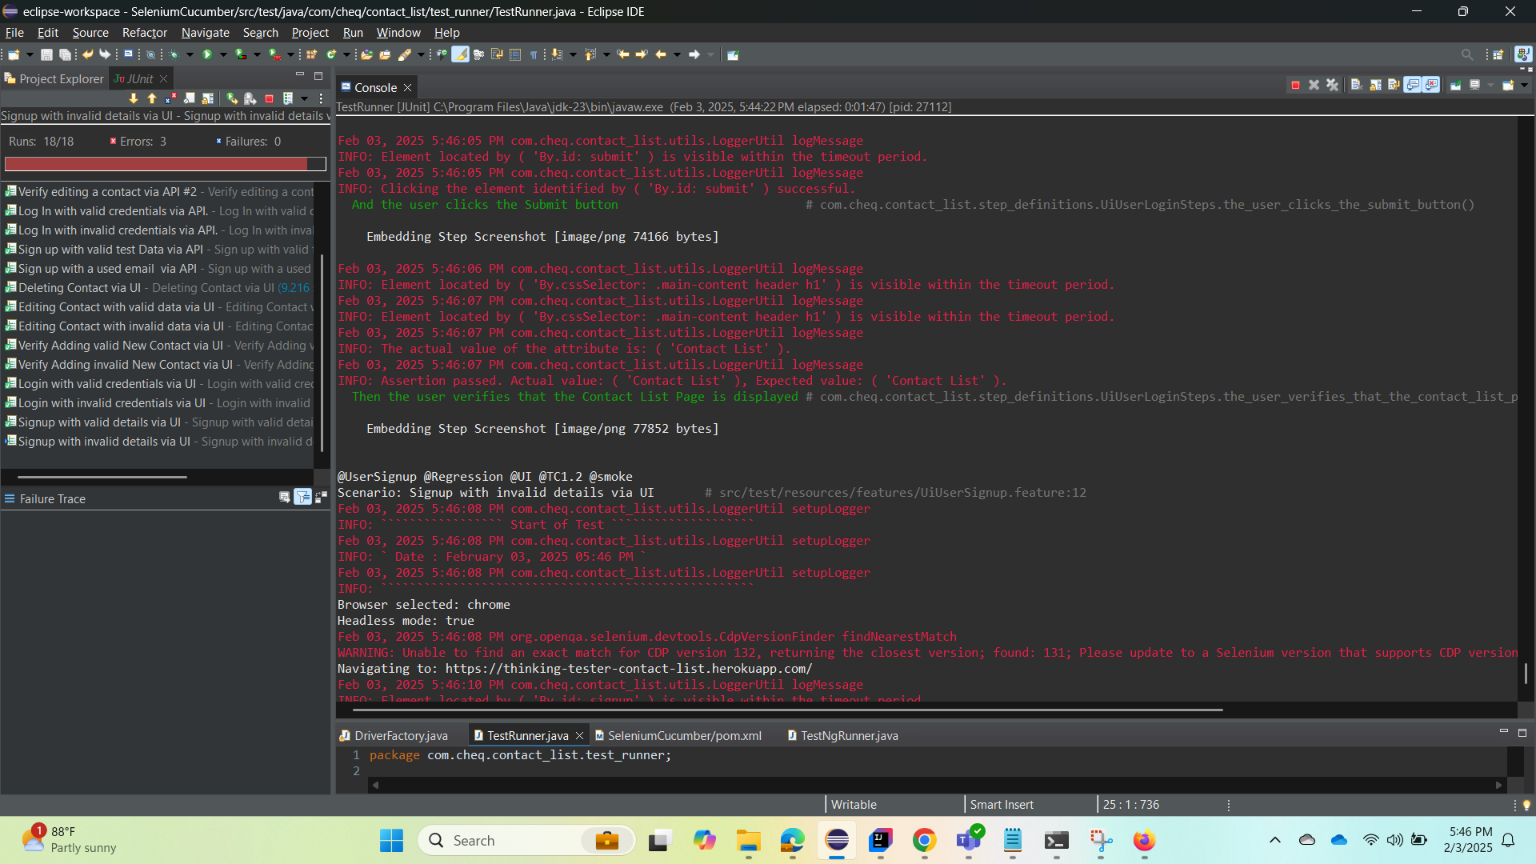 eclipse-workspace - SeleniumCucumber/src/test/java/com/cheq/contact_list/test_runner/TestRunner.java - Eclipse IDE
File Edit Source Refactor Navigate Search Project Run Window Help
Project Explorer JUnit
Signup with invalid details via UI - Signup with invalid details v
Runs: 18/18 Errors: 3 Failures: 0
Verify editing a contact via API #2 - Verify editing a cont
Log In with valid credentials via API. - Log In with valid c
Log In with invalid credentials via API. - Log In with inva
Sign up with valid test Data via API - Sign up with valid
Sign up with a used email via API - Sign up with a used
Deleting Contact via UI - Deleting Contact via UI (9.216
Editing Contact with valid data via UI - Editing Contact v
Editing Contact with invalid data via UI - Editing Contac
Verify Adding valid New Contact via UI - Verify Adding v
Verify Adding invalid New Contact via UI - Verify Adding
Login with valid credentials via UI - Login with valid crec
Login with invalid credentials via UI - Login with invalid
Signup with valid details via UI - Signup with valid detai
Signup with invalid details via UI - Signup with invalid d
Failure Trace
Console
TestRunner [JUnit] C:\Program Files\Java\jdk-23\bin\javaw.exe (Feb 3, 2025, 5:44:22 PM elapsed: 0:01:47) [pid: 27112]
Feb 03, 2025 5:46:05 PM com.cheq.contact_list.utils.LoggerUtil logMessage
INFO: Element located by ( 'By.id: submit' ) is visible within the timeout period.
Feb 03, 2025 5:46:05 PM com.cheq.contact_list.utils.LoggerUtil logMessage
INFO: Clicking the element identified by ( 'By.id: submit' ) successful.
And the user clicks the Submit button # com.cheq.contact_list.step_definitions.UiUserLoginSteps.the_user_clicks_the_submit_button()
Embedding Step Screenshot [image/png 74166 bytes]
Feb 03, 2025 5:46:06 PM com.cheq.contact_list.utils.LoggerUtil logMessage
INFO: Element located by ( 'By.cssSelector: .main-content header h1' ) is visible within the timeout period.
Feb 03, 2025 5:46:07 PM com.cheq.contact_list.utils.LoggerUtil logMessage
INFO: Element located by ( 'By.cssSelector: .main-content header h1' ) is visible within the timeout period.
Feb 03, 2025 5:46:07 PM com.cheq.contact_list.utils.LoggerUtil logMessage
INFO: The actual value of the attribute is: ( 'Contact List' ).
Feb 03, 2025 5:46:07 PM com.cheq.contact_list.utils.LoggerUtil logMessage
INFO: Assertion passed. Actual value: ( 'Contact List' ), Expected value: ( 'Contact List' ).
Then the user verifies that the Contact List Page is displayed # com.cheq.contact_list.step_definitions.UiUserLoginSteps.the_user_verifies_that_the_contact_list_p
Embedding Step Screenshot [image/png 77852 bytes]
@UserSignup @Regression @UI @TC1.2 @smoke
Scenario: Signup with invalid details via UI # src/test/resources/features/UiUserSignup.feature:12
Feb 03, 2025 5:46:08 PM com.cheq.contact_list.utils.LoggerUtil setupLogger
INFO: ````````````````` Start of Test ````````````````````
Feb 03, 2025 5:46:08 PM com.cheq.contact_list.utils.LoggerUtil setupLogger
INFO: ` Date : February 03, 2025 05:46 PM `
Feb 03, 2025 5:46:08 PM com.cheq.contact_list.utils.LoggerUtil setupLogger
INFO: ````````````````````````````````````````````````````
Browser selected: chrome
Headless mode: true
Feb 03, 2025 5:46:08 PM org.openqa.selenium.devtools.CdpVersionFinder findNearestMatch
WARNING: Unable to find an exact match for CDP version 132, returning the closest version; found: 131; Please update to a Selenium version that supports CDP version
Navigating to: https://thinking-tester-contact-list.herokuapp.com/
Feb 03, 2025 5:46:10 PM com.cheq.contact_list.utils.LoggerUtil logMessage
INFO: Element located by ( 'By.id: signup' ) is visible within the timeout period
DriverFactory.java TestRunner.java SeleniumCucumber/pom.xml TestNgRunner.java
1 package com.cheq.contact_list.test_runner;
2
Writable Smart Insert 25 : 1 : 736
1 88°F
Partly sunny
Search
5:46 PM
2/3/2025